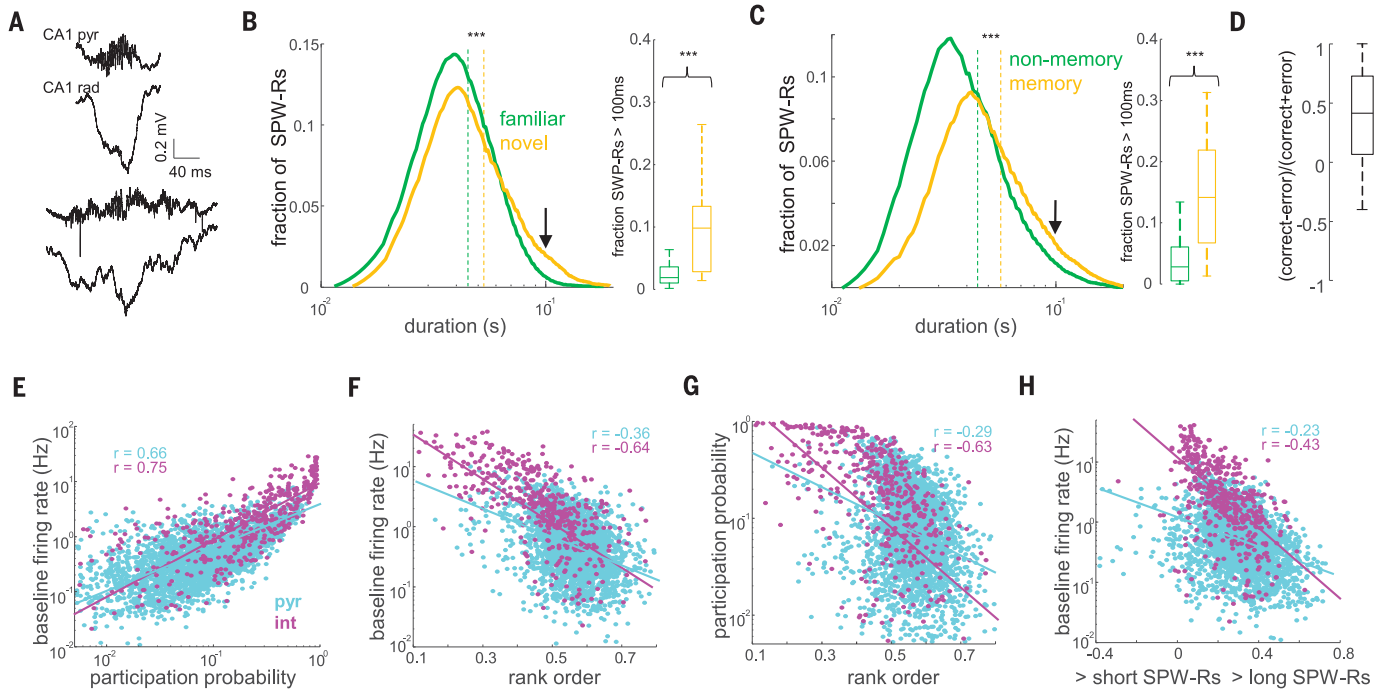 A
CA1 pyr
CA1 rad
0.2 mV
40 ms
B
fraction of SPW-Rs
0.15
0.1
0.05
0
***
familiar
novel
10-2
10-1
duration (s)
fraction SWP-Rs > 100ms
0.4
0.3
0.2
0.1
0
***
C
fraction of SPW-Rs
0.1
0.06
0.02
***
non-memory
memory
10-2
10-1
duration (s)
fraction SPW-Rs > 100ms
0.4
0.3
0.2
0.1
0
***
D
(correct-error)/(correct+error)
1
0.5
0
-0.5
-1
E
baseline firing rate (Hz)
102
101
100
10-1
10-2
r = 0.66
r = 0.75
pyr
int
10-2
10-1
100
participation probability
F
baseline firing rate (Hz)
101
100
10-1
10-2
r = -0.36
r = -0.64
0.1
0.3
0.5
0.7
rank order
G
participation probability
100
10-1
10-2
r = -0.29
r = -0.63
0.1
0.3
0.5
0.7
rank order
H
baseline firing rate (Hz)
102
101
100
10-1
10-2
r = -0.23
r = -0.43
-0.4
0
0.4
0.8
> short SPW-Rs > long SPW-Rs